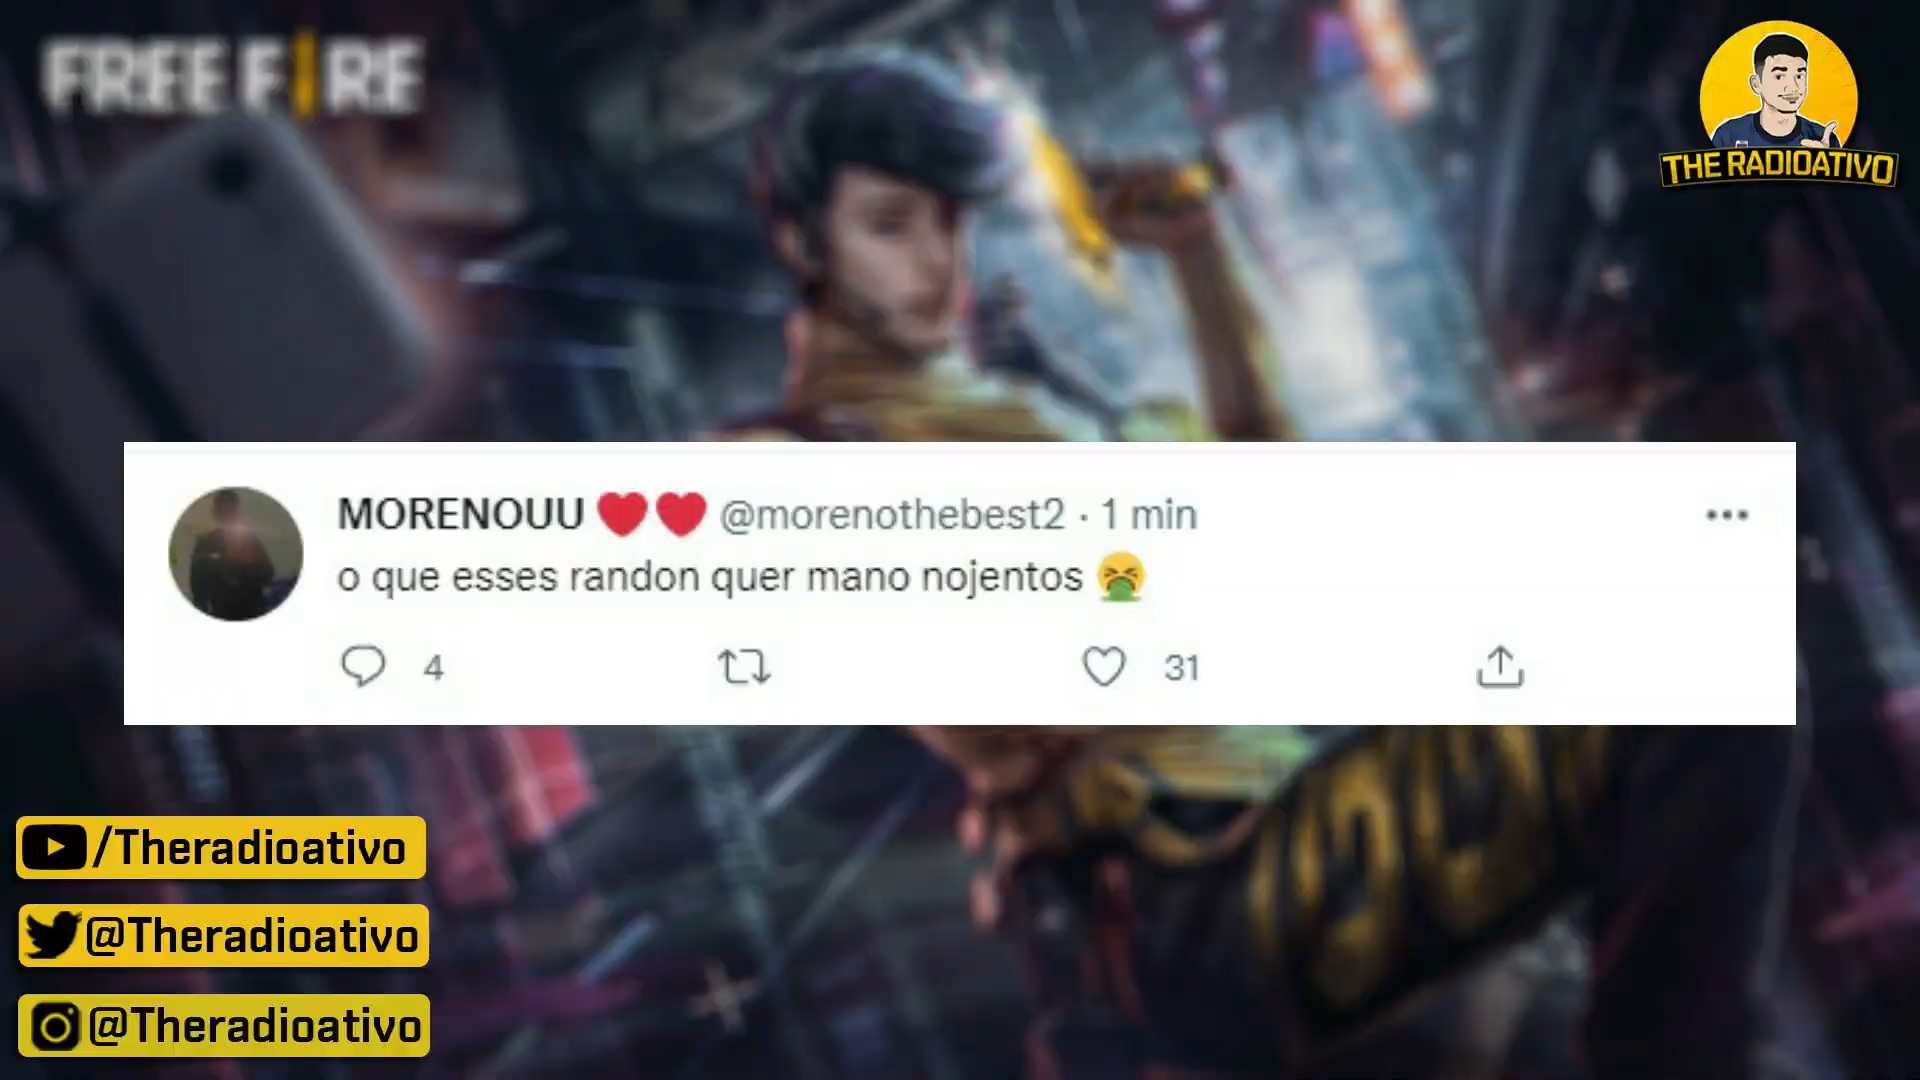 FREE FIRE
THE RADIOATIVO
MORENOUU ❤️❤️ @morenothebest2 · 1 min
o que esses randon quer mano nojentos 🤮
4 31
/Theradioativo
@Theradioativo
@Theradioativo